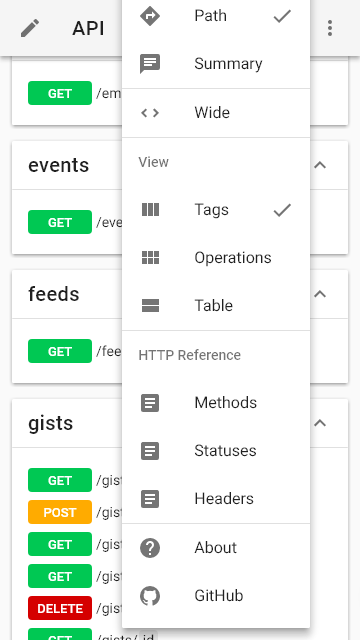 API
Path
Summary
GET /em
Wide
View
events
Tags
GET /eve
Operations
feeds
Table
GET /fee
HTTP Reference
Methods
gists
Statuses
GET /gist
Headers
POST /gist
GET /gist
About
GET /gist
GitHub
DELETE /gist